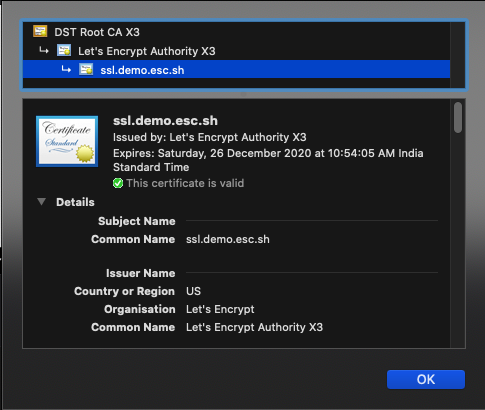 DST Root CA X3
Let's Encrypt Authority X3
ssl.demo.esc.sh
Certificate
Standard
ssl.demo.esc.sh
Issued by: Let's Encrypt Authority X3
Expires: Saturday, 26 December 2020 at 10:54:05 AM India
Standard Time
This certificate is valid
Details
Subject Name
Common Name ssl.demo.esc.sh
Issuer Name
Country or Region US
Organisation Let's Encrypt
Common Name Let's Encrypt Authority X3
OK